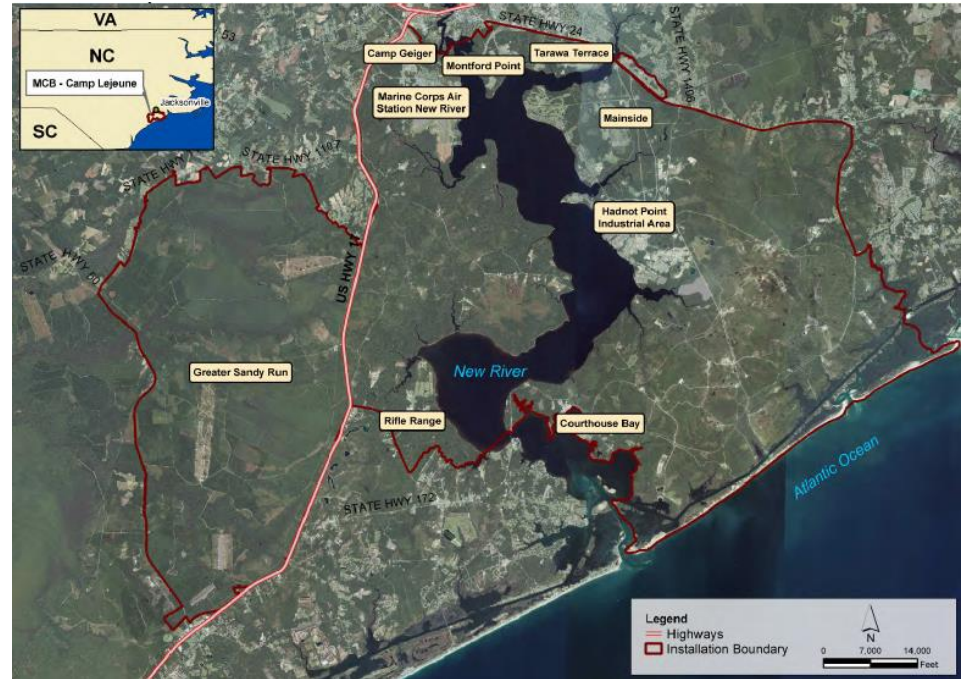 VA
NC
MCB - Camp Lejeune
Jacksonville
SC
53
STATE HWY 24
Camp Geiger
Montford Point
Tarawa Terrace
Marine Corps Air
Station New River
STATE HWY 1406
Mainside
STATE HWY 1107
STATE HWY
Hadnot Point
Industrial Area
STATE HWY 50
US HWY 17
Greater Sandy Run
New River
Rifle Range
Courthouse Bay
STATE HWY 172
Atlantic Ocean
Legend
Highways
Installation Boundary
N
0 7,000 14,000
Feet